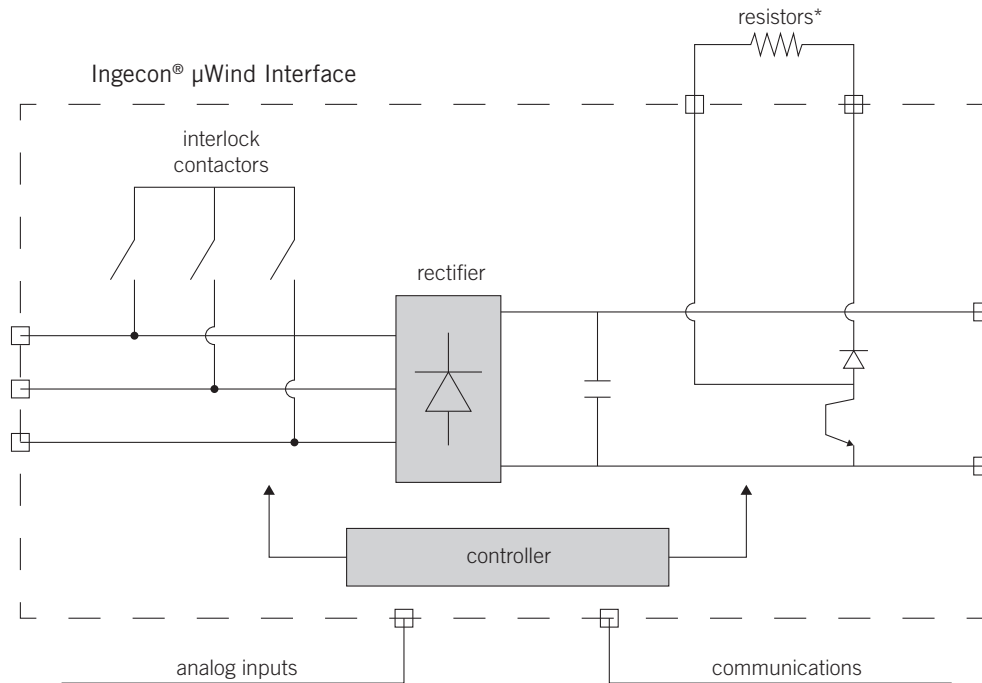 resistors*
Ingecon® µWind Interface
interlock
contactors
rectifier
controller
analog inputs
communications